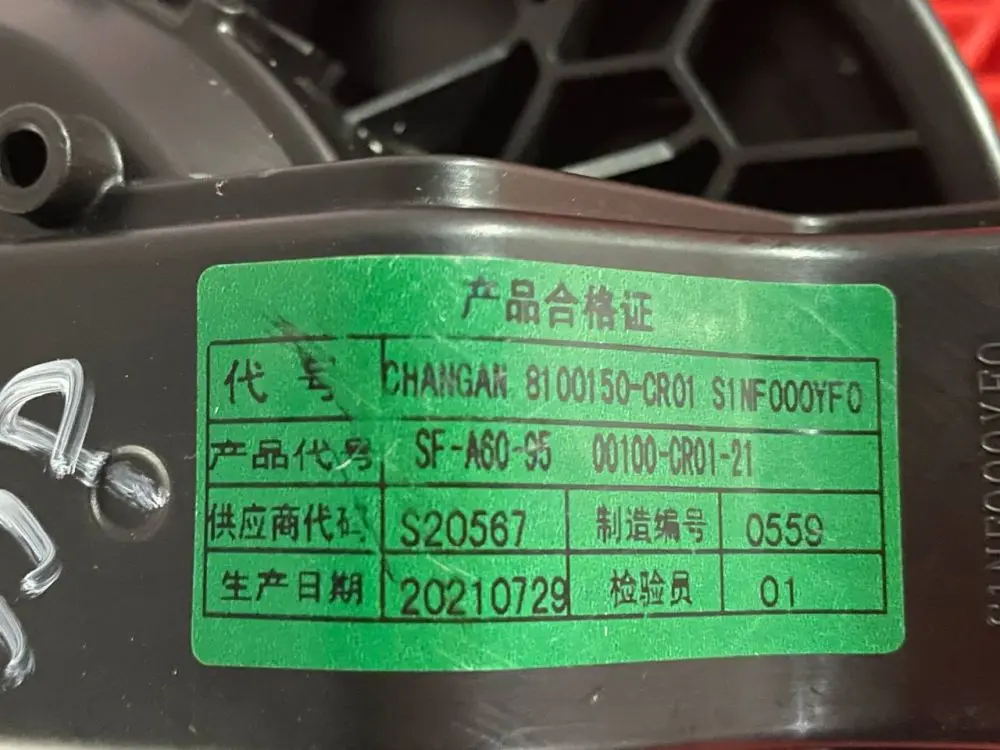 产品合格证
代号 CHANGAN 8100150-CR01 S1NF000YF0
产品代号 SF-A60-95 00100-CR01-21
供应商代码 S20567 制造编号 0559
生产日期 20210729 检验员 01